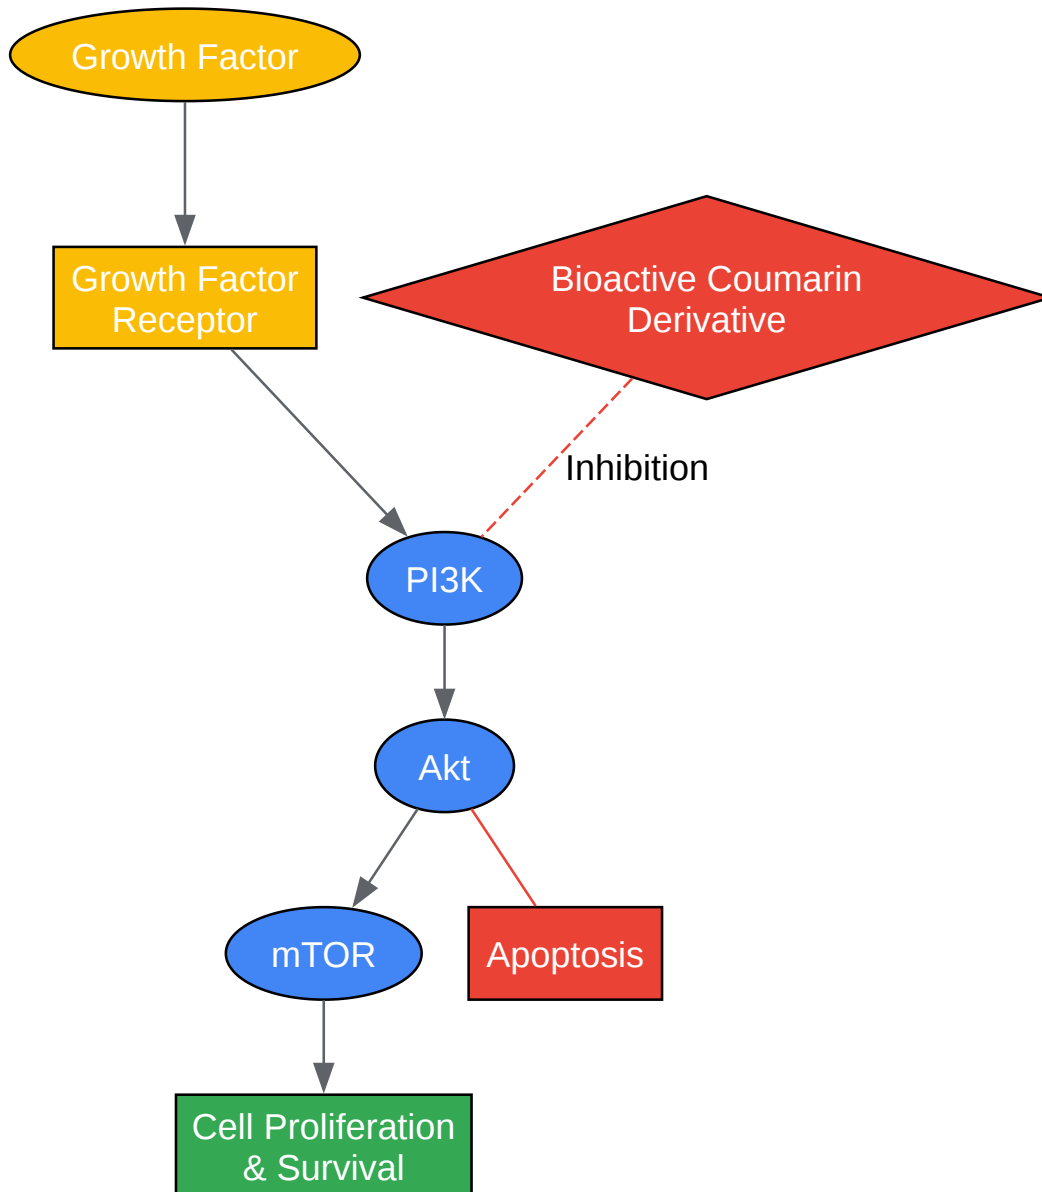 Growth Factor
Growth Factor
Receptor
Bioactive Coumarin
Derivative
Inhibition
PI3K
Akt
mTOR
Apoptosis
Cell Proliferation
& Survival